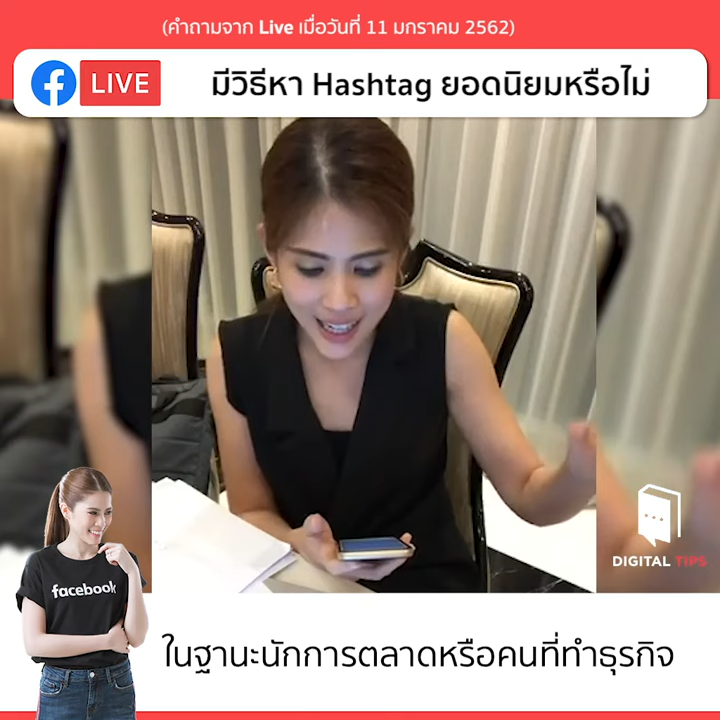 (คำถามจาก Live เมื่อวันที่ 11 มกราคม 2562)
LIVE มีวิธีหา Hashtag ยอดนิยมหรือไม่
DIGITAL TIPS
facebook
ในฐานะนักการตลาดหรือคนที่ทำธุรกิจ